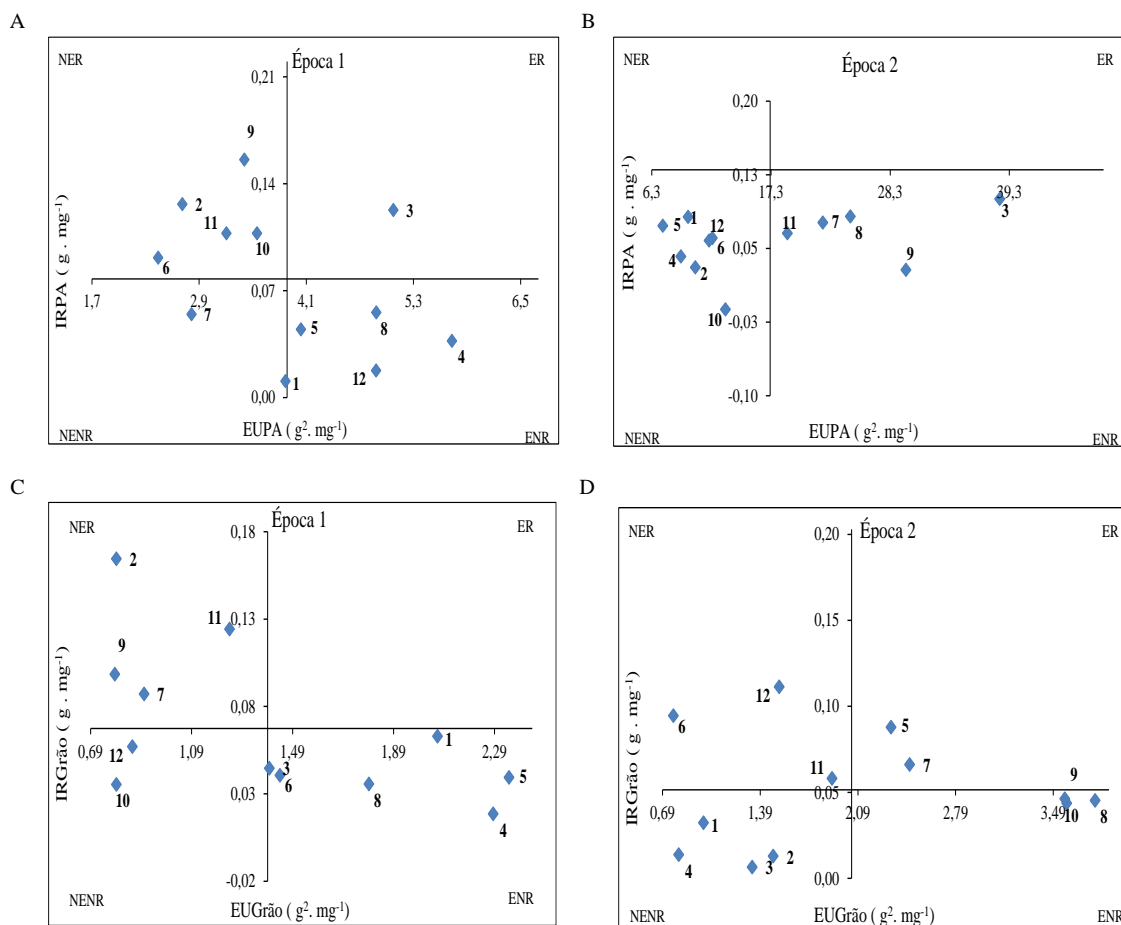 A
NER
Época 1
ER
0,21
9
0,14
2
3
11
10
6
0,07
1,7
2,9
4,1
5,3
6,5
7
5
8
4
12
1
0,00
IRPA ( g . mg⁻¹)
EUPA ( g². mg⁻¹)
NENR
ENR
B
NER
ER
Época 2
0,20
0,13
6,3
17,3
28,3
39,3
3
5
1
12
11
7
8
6
0,05
4
2
9
10
-0,03
-0,10
IRPA ( g . mg⁻¹)
EUPA ( g². mg⁻¹)
NENR
ENR
C
NER
Época 1
ER
0,18
2
11
0,13
9
7
0,08
0,69
1,09
1,49
1,89
2,29
1
12
3
6
5
10
8
0,03
4
-0,02
IRGrão ( g . mg⁻¹)
EUGrão ( g². mg⁻¹)
NENR
ENR
D
NER
Época 2
ER
0,20
0,15
12
6
0,10
5
7
11
9
0,05
0,69
1,39
2,09
2,79
3,49
10
8
1
4
3
2
0,00
IRGrão ( g . mg⁻¹)
EUGrão ( g². mg⁻¹)
NENR
ENR